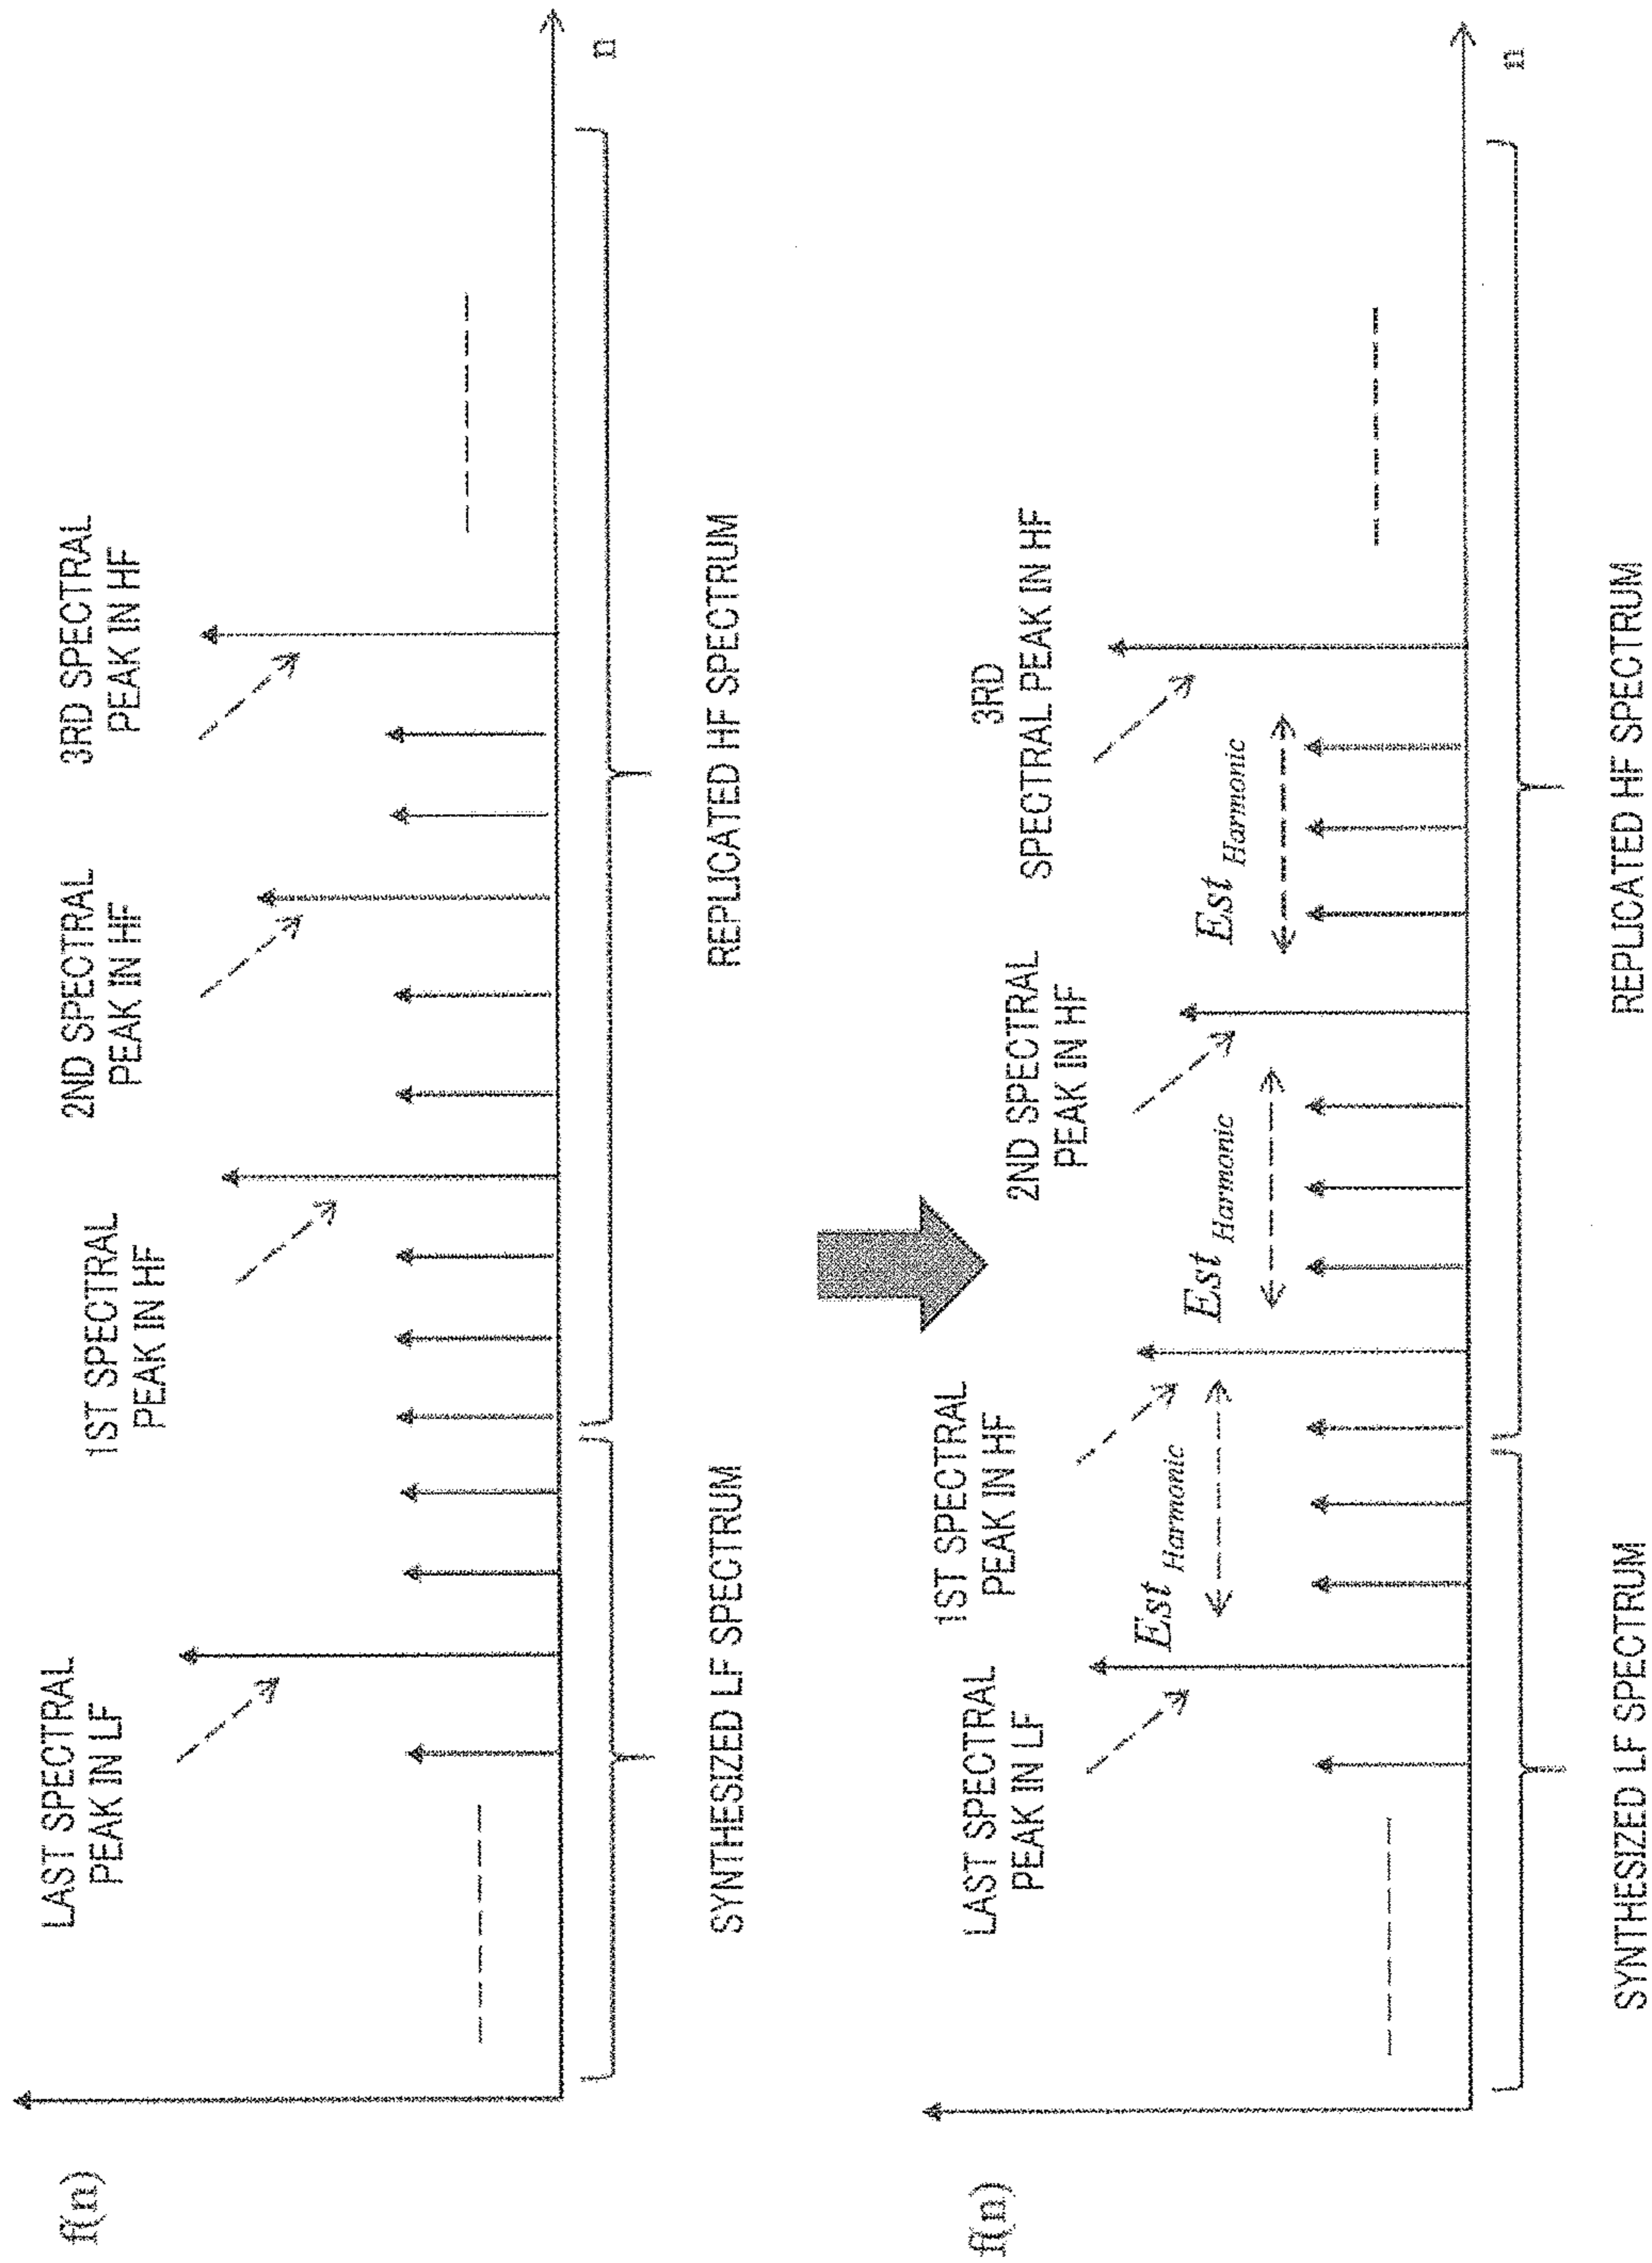 f(n)
LAST SPECTRAL
PEAK IN LF
1ST SPECTRAL
PEAK IN HF
2ND SPECTRAL
PEAK IN HF
3RD SPECTRAL
PEAK IN HF
n
SYNTHESIZED LF SPECTRUM
REPLICATED HF SPECTRUM
f(n)
LAST SPECTRAL
PEAK IN LF
1ST SPECTRAL
PEAK IN HF
2ND SPECTRAL
PEAK IN HF
3RD
SPECTRAL PEAK IN HF
Est Harmonic
Est Harmonic
Est Harmonic
n
SYNTHESIZED LF SPECTRUM
REPLICATED HF SPECTRUM